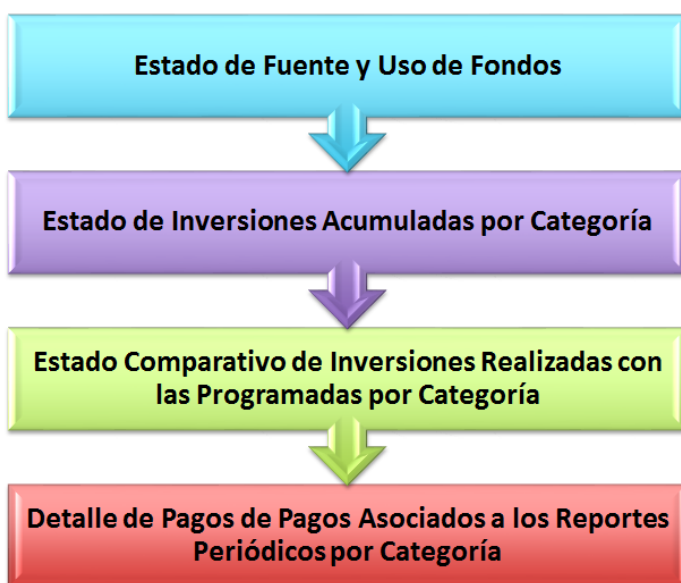 Estado de Fuente y Uso de Fondos
Estado de Inversiones Acumuladas por Categoría
Estado Comparativo de Inversiones Realizadas con
las Programadas por Categoría
Detalle de Pagos de Pagos Asociados a los Reportes
Periódicos por Categoría